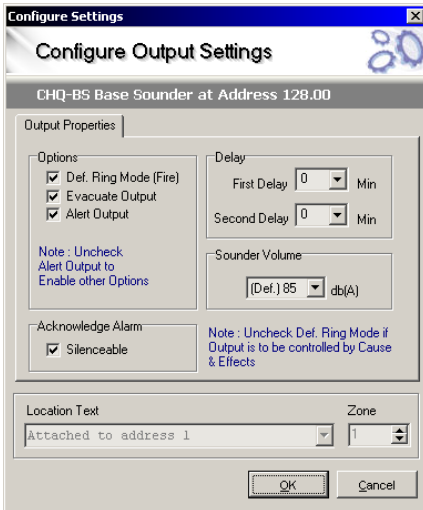 Configure Settings
Configure Output Settings
CHQ-BS Base Sounder at Address 128.00
Output Properties
Options
Def. Ring Mode (Fire)
Evacuate Output
Alert Output
Note : Uncheck
Alert Output to
Enable other Options
Delay
First Delay 0 Min
Second Delay 0 Min
Sounder Volume
(Def.) 85 db(A)
Acknowledge Alarm
Silenceable
Note : Uncheck Def. Ring Mode if
Output is to be controlled by Cause
& Effects
Location Text
Attached to address 1
Zone
1
OK
Cancel